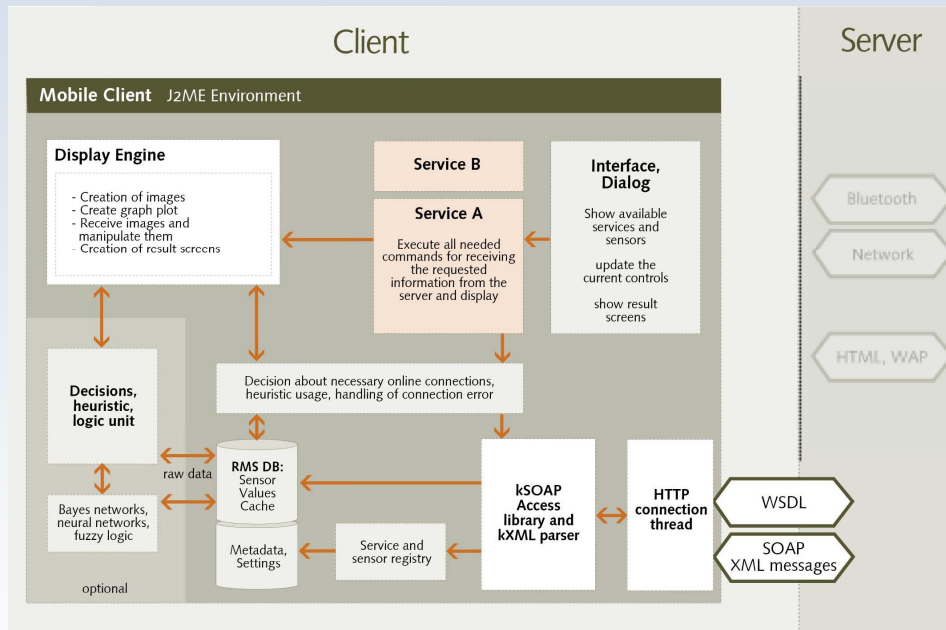 Client
Server
Mobile Client J2ME Environment
Display Engine
- Creation of images
- Create graph plot
- Receive images and
manipulate them
- Creation of result screens
Service B
Service A
Execute all needed
commands for receiving
the requested
information from the
server and display
Interface,
Dialog
Show available
services and
sensors
update the
current controls
show result
screens
Bluetooth
Network
HTML, WAP
Decision about necessary online connections,
heuristic usage, handling of connection error
Decisions,
heuristic,
logic unit
raw data
Bayes networks,
neural networks,
fuzzy logic
optional
RMS DB:
Sensor
Values
Cache
Metadata,
Settings
Service and
sensor registry
kSOAP
Access
library and
kXML parser
HTTP
connection
thread
WSDL
SOAP
XML messages